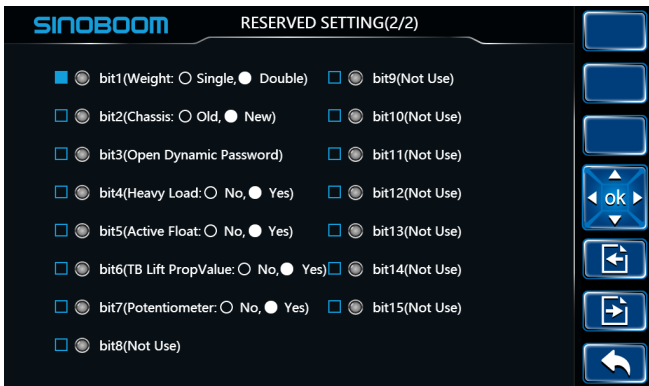 SINOBOOM
RESERVED SETTING(2/2)
bit1(Weight: Single, Double)
bit2(Chassis: Old, New)
bit3(Open Dynamic Password)
bit4(Heavy Load: No, Yes)
bit5(Active Float: No, Yes)
bit6(TB Lift PropValue: No, Yes)
bit7(Potentiometer: No, Yes)
bit8(Not Use)
bit9(Not Use)
bit10(Not Use)
bit11(Not Use)
bit12(Not Use)
bit13(Not Use)
bit14(Not Use)
bit15(Not Use)
ok